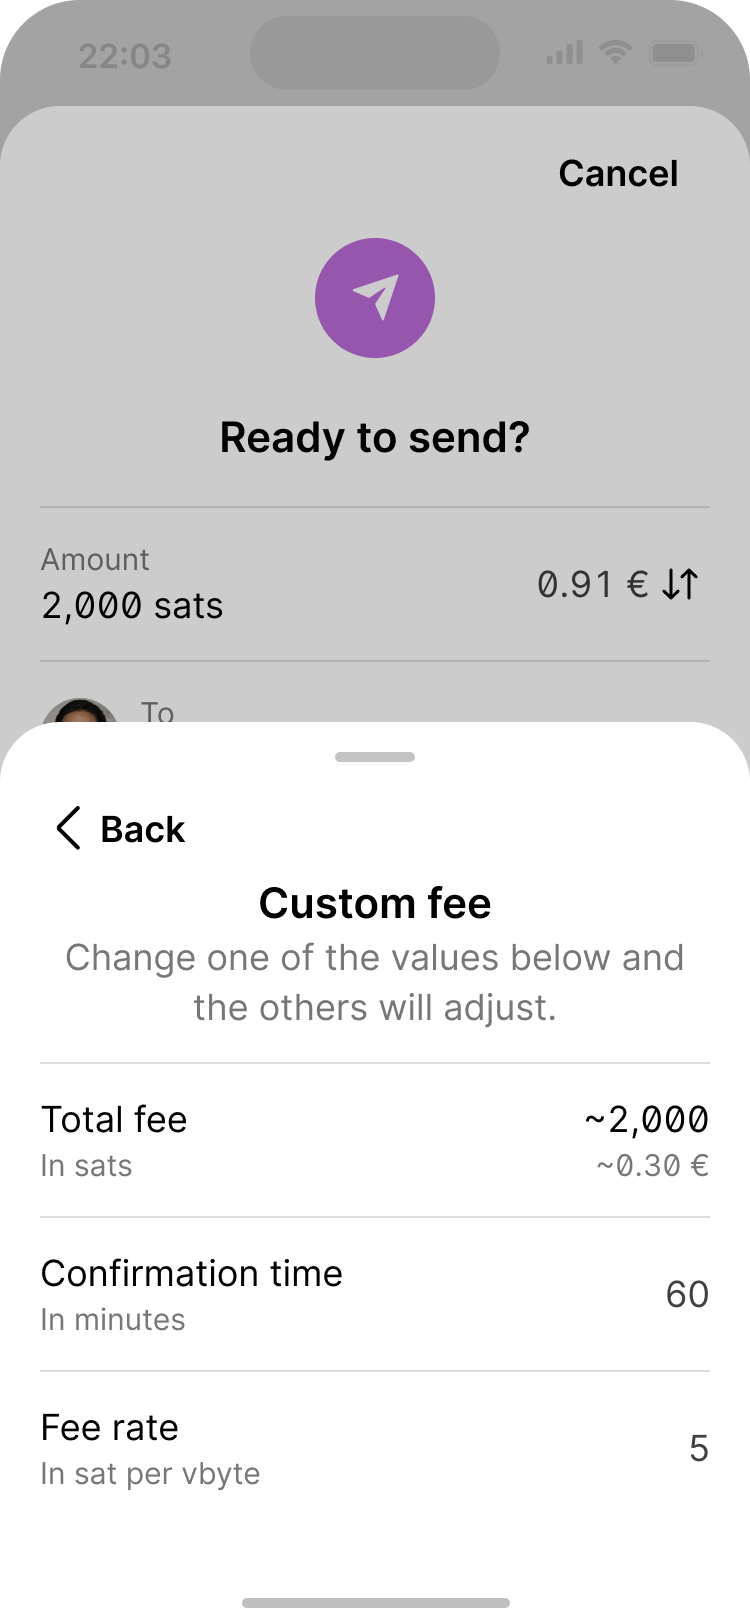 22:03
Cancel
Ready to send?
Amount
2,000 sats
0.91 €
To
Back
Custom fee
Change one of the values below and
the others will adjust.
Total fee
In sats
~2,000
~0.30 €
Confirmation time
In minutes
60
Fee rate
In sat per vbyte
5